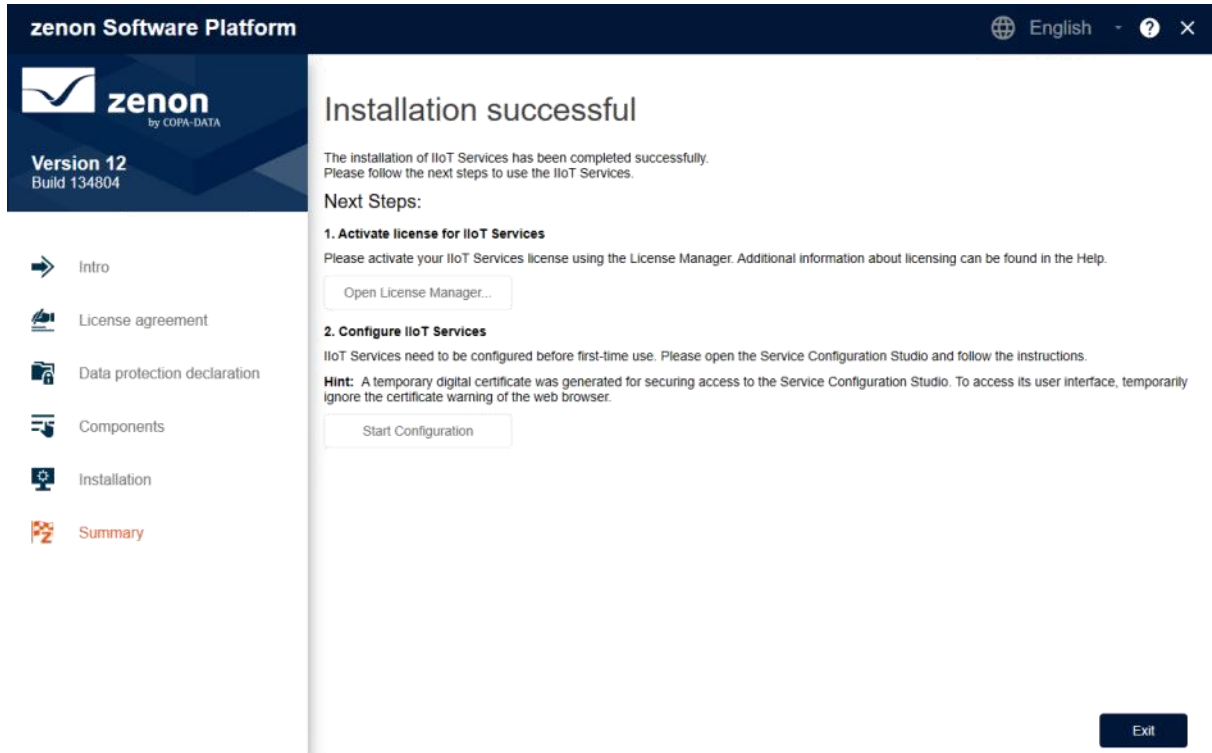 zenon Software Platform
English
?
zenon
by COPA-DATA
Version 12
Build 134804
Intro
License agreement
Data protection declaration
Components
Installation
Summary
Installation successful
The installation of IIoT Services has been completed successfully.
Please follow the next steps to use the IIoT Services.
Next Steps:
1. Activate license for IIoT Services
Please activate your IIoT Services license using the License Manager. Additional information about licensing can be found in the Help.
Open License Manager...
2. Configure IIoT Services
IIoT Services need to be configured before first-time use. Please open the Service Configuration Studio and follow the instructions.
Hint: A temporary digital certificate was generated for securing access to the Service Configuration Studio. To access its user interface, temporarily
ignore the certificate warning of the web browser.
Start Configuration
Exit